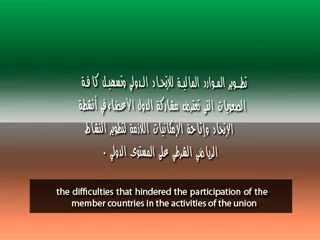 تطوير الموارد المالية للإتحاد الدولي وتسهيل كافة
الصعوبات التي تعترض مشاركة الدول الأعضاء في أنشطة
الإتحاد وإتاحة الإمكانيات اللازمة لتطوير النشاط
الرياضي الشرطي على المستوى الدولي .
the difficulties that hindered the participation of the
member countries in the activities of the union